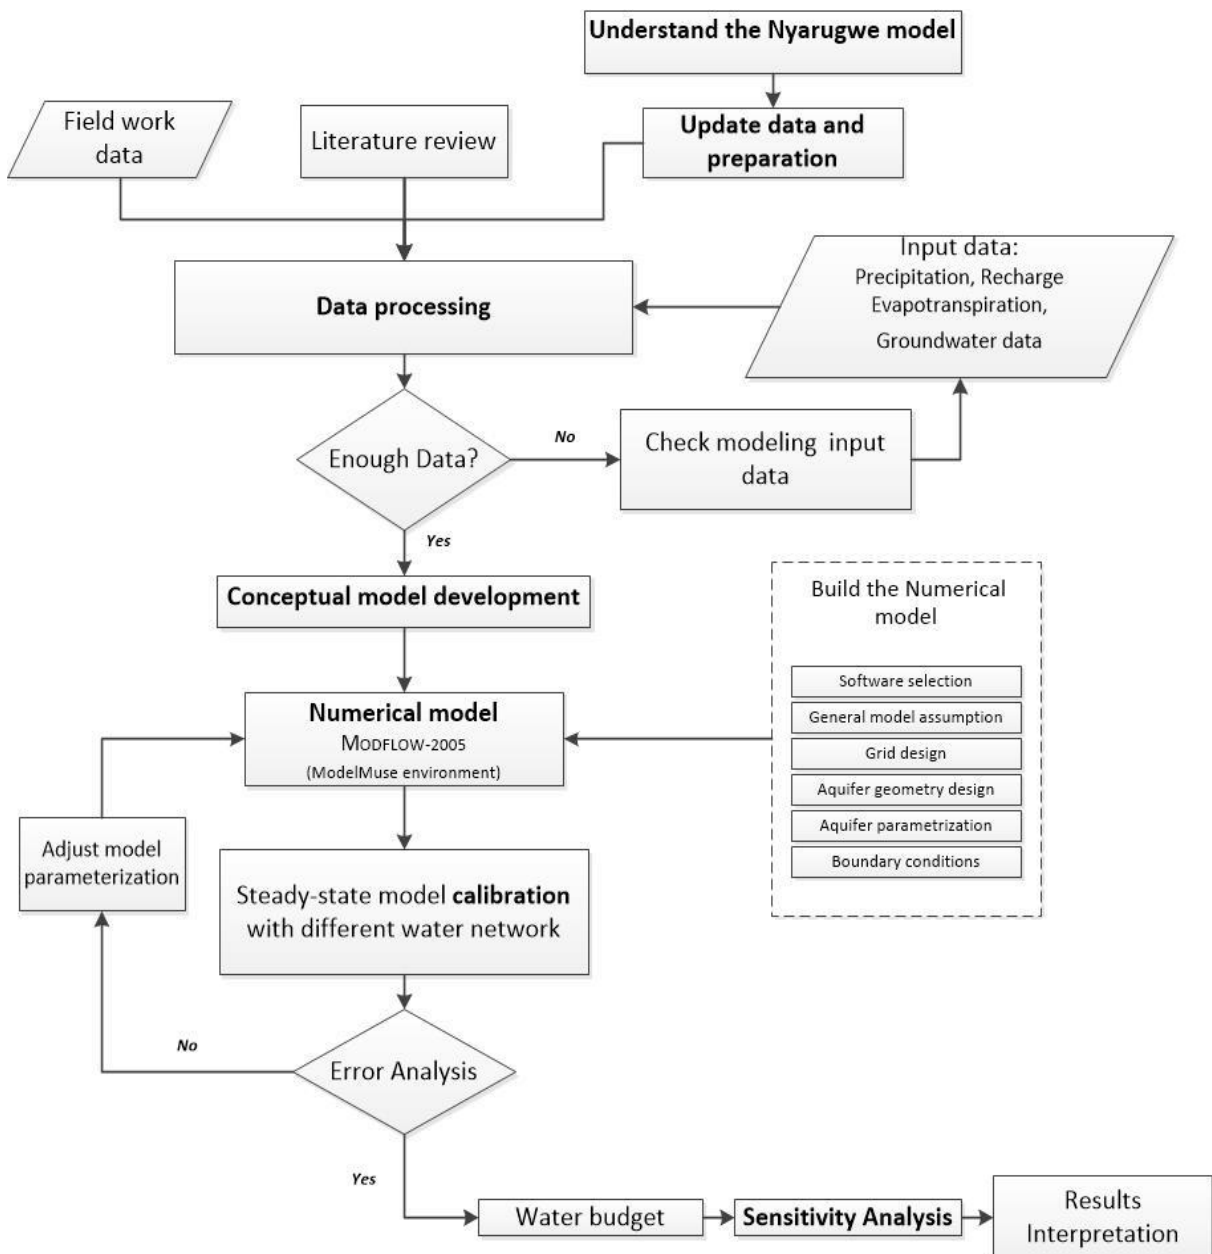 Understand the Nyarugwe model
Field work
data
Literature review
Update data and
preparation
Input data:
Precipitation, Recharge
Evapotranspiration,
Groundwater data
Data processing
Enough Data?
No
Check modeling input
data
Yes
Conceptual model development
Build the Numerical
model
Software selection
General model assumption
Grid design
Aquifer geometry design
Aquifer parametrization
Boundary conditions
Numerical model
MODFLOW-2005
(ModelMuse environment)
Adjust model
parameterization
Steady-state model calibration
with different water network
No
Error Analysis
Yes
Water budget
Sensitivity Analysis
Results
Interpretation